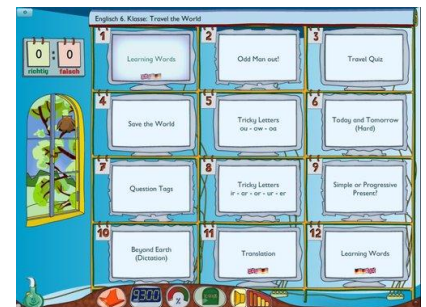 Englisch 6. Klasse: Travel the World
0 : 0
richtig falsch
1
Learning Words
2
Odd Man out!
3
Travel Quiz
4
Save the World
5
Tricky Letters
ou - ow - oa
6
Today and Tomorrow
(Hard)
7
Question Tags
8
Tricky Letters
ir - or - ar - ur - er
9
Simple or Progressive
Present?
10
Beyond Earth
(Dictation)
11
Translation
12
Learning Words
9300